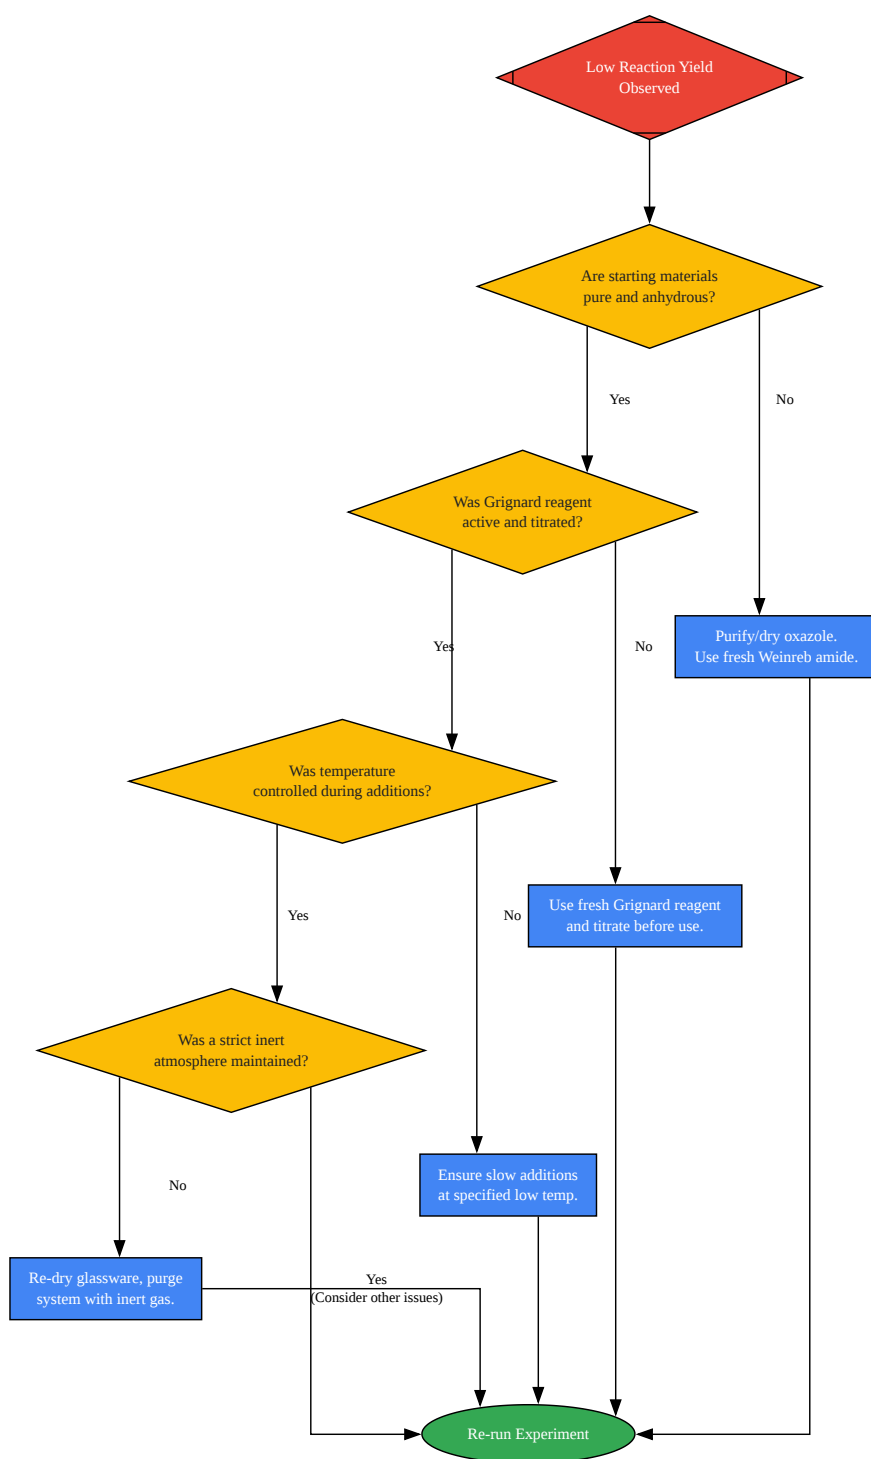 Low Reaction Yield
Observed
Are starting materials
pure and anhydrous?
Yes
No
Was Grignard reagent
active and titrated?
Yes
No
Purify/dry oxazole.
Use fresh Weinreb amide.
Was temperature
controlled during additions?
Yes
No
Use fresh Grignard reagent
and titrate before use.
Was a strict inert
atmosphere maintained?
No
Ensure slow additions
at specified low temp.
Re-dry glassware, purge
system with inert gas.
Yes
(Consider other issues)
Re-run Experiment